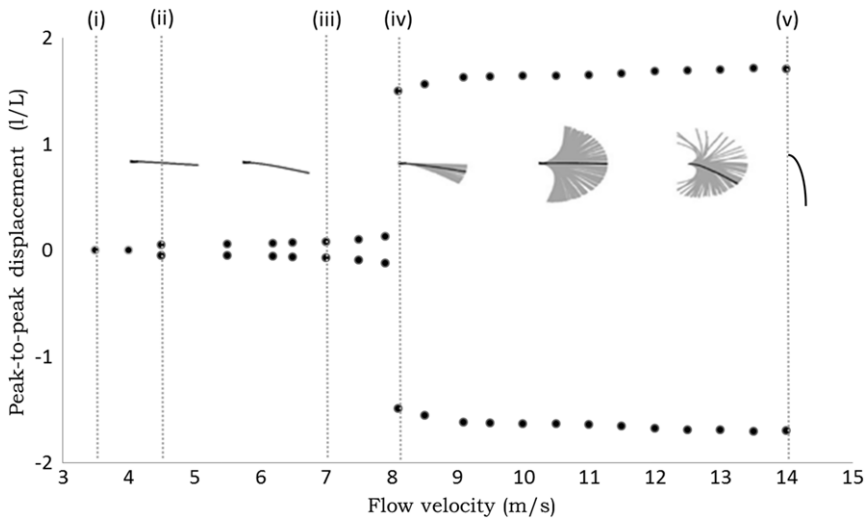 (i) (ii) (iii) (iv) (v)
2
1
0
-1
-2
Peak-to-peak displacement (l/L)
3 4 5 6 7 8 9 10 11 12 13 14 15
Flow velocity (m/s)